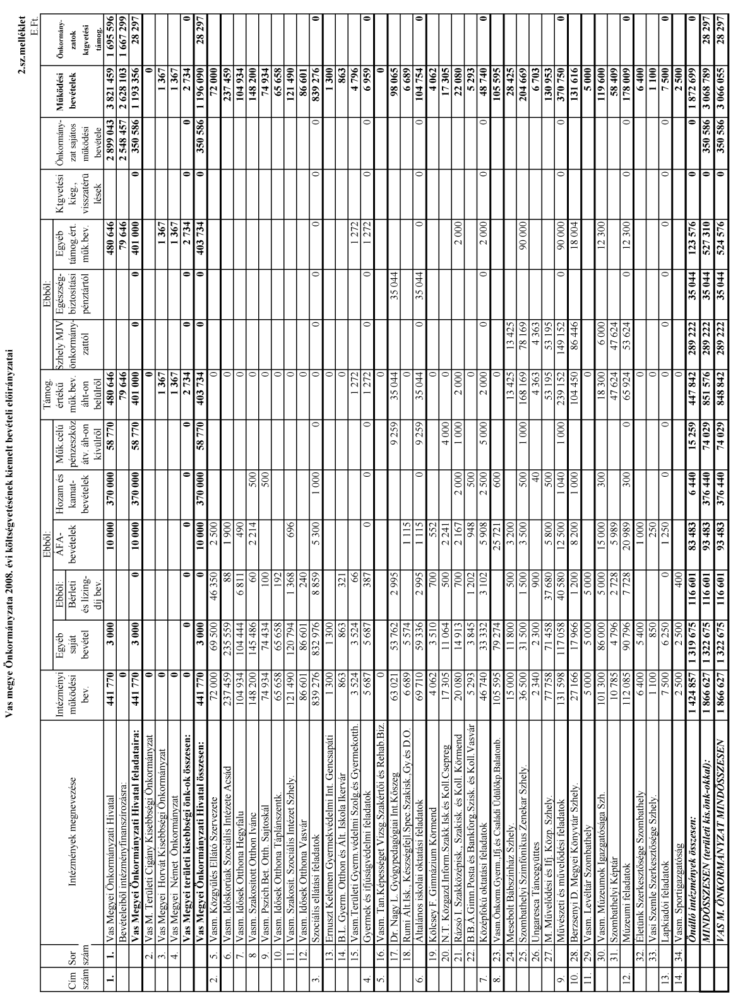 2.sz.melléklet
Vas megye Önkormányzata 2008. évi költségvetésének kiemelt bevételi előirányzatai
E.Ft.
Cím szám | Sor szám | Intézmények megnevezése | Intézményi működési bev. | Egyéb saját bevétel | Ebből: Bérleti és lízing-díj bev. | Ebből: ÁFA-bevételek | Hozam és kamat-bevételek | Műk.célú pénzeszköz átv. áh-on kívülről | Támog. értékű műk.bev. áht-on belülről | Ebből: Szhely MJV önkormány-zattól | Egészség-biztosítási pénztártól | Egyéb támog.ért. műk.bev. | Ktgvetési kieg., visszatérü lések | Önkormány-zat sajátos működési bevétele | Működési bevételek | Önkormány-zatok ktgvetési támog.
1. 1. Vas Megyei Önkormányzati Hivatal 441 770 3 000 10 000 370 000 58 770 480 646 480 646 2 899 043 3 821 459 1 695 596
Bevételeiből intézményfinanszírozásra: 0 79 646 79 646 2 548 457 2 628 103 1 667 299
Vas Megyei Önkormányzati Hivatal feladataira: 441 770 3 000 0 10 000 370 000 58 770 401 000 0 0 401 000 0 350 586 1 193 356 28 297
2. Vas M. Területi Cigány Kisebbségi Önkormányzat 0 0 0
3. Vas Megyei Horvát Kisebbségi Önkormányzat 0 1 367 1 367 1 367
4. Vas Megyei Német Önkormányzat 0 1 367 1 367 1 367
Vas Megyei területi kisebbségi önk-ok összesen: 0 0 0 0 0 0 2 734 0 0 2 734 0 0 2 734 0
Vas Megyei Önkormányzati Hivatal összesen: 441 770 3 000 0 10 000 370 000 58 770 403 734 0 0 403 734 0 350 586 1 196 090 28 297
2. 5. Vasm. Közgyűlés Ellátó Szervezete 72 000 69 500 46 350 2 500 0 72 000
6. Vasm. Időskorúak Szociális Intézete Acsád 237 459 235 559 88 1 900 0 237 459
7. Vasm. Idősek Otthona Hegyfalu 104 934 104 444 6 811 490 0 104 934
8 Vasm. Szakosított Otthon Ivánc 148 200 145 486 60 2 214 500 0 148 200
9. Vasm. Pszich.Bet. Otth. Sajtoskál 74 934 74 434 100 500 0 74 934
10. Vasm. Idősek Otthona Táplánszentk. 65 658 65 658 192 0 65 658
11. Vasm. Szakosít. Szociális Intézet Szhely. 121 490 120 794 1 368 696 0 121 490
12. Vasm. Idősek Otthona Vasvár 86 601 86 601 240 0 86 601
3. Szociális ellátási feladatok 839 276 832 976 8 859 5 300 1 000 0 0 0 0 0 0 839 276 0
13. Ernuszt Kelemen Gyermekvédelmi Int. Gencsapáti 1 300 1 300 0 1 300
14. B.L. Gyerm. Otthon és Ált. Iskola Ikervár 863 863 321 0 863
15. Vasm.Területi Gyerm.védelmi Szolg.és Gyermekotth. 3 524 3 524 66 1 272 1 272 4 796
4. Gyermek és ifjúságvédelmi feladatok 5 687 5 687 387 0 0 0 1 272 0 0 1 272 0 0 6 959 0
5. 16. Vasm. Tan.Képességet Vizsg.Szakértői és Rehab.Biz. 0 0 0
17. Dr. Nagy L. Gyógypedagógiai Int.Kőszeg 63 021 53 762 2 995 9 259 35 044 35 044 98 065
18. Rumi Ált.Isk., Készségfejl.Spec.Szakisk.,Gy.és D.O. 6 689 5 574 1 115 0 6 689
6. Általános iskolai oktatási feladatok 69 710 59 336 2 995 1 115 0 9 259 35 044 0 35 044 0 0 0 104 754 0
19. Kölcsey F. Gimnázium Körmend 4 062 3 510 700 552 0 4 062
20. N.T. Közgazd.Inform.Szakk.Isk.és Koll.Csepreg 17 305 11 064 500 2 241 4 000 0 17 305
21. Rázsó I. Szakközépisk., Szakisk és Koll. Körmend 20 080 14 913 700 2 167 2 000 1 000 2 000 2 000 22 080
22. B.B.Á.Gimn.Posta és Bankforg.Szisk. és Koll.Vasvár 5 293 3 845 1 202 948 500 0 5 293
7. Középfokú oktatási feladatok 46 740 33 332 3 102 5 908 2 500 5 000 2 000 0 0 2 000 0 0 48 740 0
8. 23. Vasm.Önkorm.Gyerm.,Ifj.és Családi Üdülőkp.Balatonb. 105 595 79 274 25 721 600 0 105 595
24. Mesebolt Bábszínház Szhely. 15 000 11 800 500 3 200 13 425 13 425 28 425
25. Szombathelyi Szimfónikus Zenekar Szhely. 36 500 31 500 1 500 3 500 500 1 000 168 169 78 169 90 000 204 669
26. Ungaresca Táncegyüttes 2 340 2 300 900 40 4 363 4 363 6 703
27. M. Művelődési és Ifj. Közp. Szhely. 77 758 71 458 37 680 5 800 500 53 195 53 195 130 953
9. Művészeti és művelődési feladatok 131 598 117 058 40 580 12 500 1 040 1 000 239 152 149 152 0 90 000 0 0 370 750 0
10. 28. Berzsenyi D. Megyei Könyvtár Szhely. 27 166 17 966 1 200 8 200 1 000 104 450 86 446 18 004 131 616
11. 29. Vasm. Levéltár Szombathely 5 000 5 000 5 000 0 5 000
30. Vasm. Múzeumok Igazgatósága Szh. 101 300 86 000 5 000 15 000 300 18 300 6 000 12 300 119 600
31. Szombathelyi Képtár 10 785 4 796 2 728 5 989 47 624 47 624 58 409
12. Múzeumi feladatok 112 085 90 796 7 728 20 989 300 0 65 924 53 624 0 12 300 0 0 178 009 0
32. Életünk Szerkesztősége Szombathely 6 400 5 400 1 000 0 6 400
33. Vasi Szemle Szerkesztősége Szhely. 1 100 850 250 0 1 100
13. Lapkiadói feladatok 7 500 6 250 0 1 250 0 0 0 0 0 0 0 0 7 500 0
14. 34 Vasm. Sportigazgatóság 2 500 2 500 400 0 2 500 0
Önálló intézmények összesen: 1 424 857 1 319 675 116 601 83 483 6 440 15 259 447 842 289 222 35 044 123 576 0 0 1 872 699 0
MINDÖSSZESEN (területi kis.önk-okkal): 1 866 627 1 322 675 116 601 93 483 376 440 74 029 851 576 289 222 35 044 527 310 0 350 586 3 068 789 28 297
VAS M. ÖNKORMÁNYZAT MINDÖSSZESEN 1 866 627 1 322 675 116 601 93 483 376 440 74 029 848 842 289 222 35 044 524 576 0 350 586 3 066 055 28 297